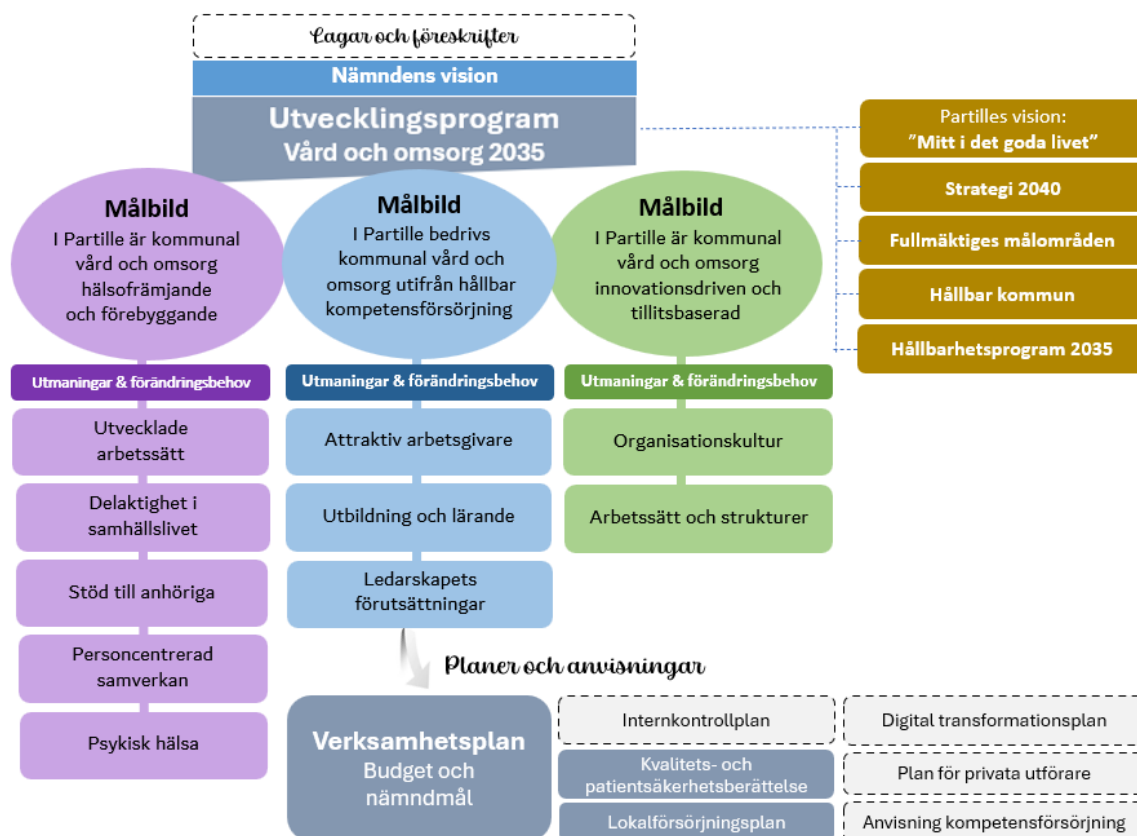 Lagar och föreskrifter
Nämndens vision
Utvecklingsprogram
Vård och omsorg 2035
Partilles vision:
”Mitt i det goda livet”
Strategi 2040
Fullmäktiges målområden
Hållbar kommun
Hållbarhetsprogram 2035
Målbild
I Partille är kommunal
vård och omsorg
hälsofrämjande
och förebyggande
Målbild
I Partille bedrivs
kommunal vård och
omsorg utifrån hållbar
kompetensförsörjning
Målbild
I Partille är kommunal
vård och omsorg
innovationsdriven och
tillitsbaserad
Utmaningar & förändringsbehov
Utvecklade
arbetssätt
Delaktighet i
samhällslivet
Stöd till anhöriga
Personcentrerad
samverkan
Psykisk hälsa
Utmaningar & förändringsbehov
Attraktiv arbetsgivare
Utbildning och lärande
Ledarskapets
förutsättningar
Utmaningar & förändringsbehov
Organisationskultur
Arbetssätt och strukturer
Planer och anvisningar
Verksamhetsplan
Budget och
nämndmål
Internkontrollplan
Kvalitets- och
patientsäkerhetsberättelse
Lokalförsörjningsplan
Digital transformationsplan
Plan för privata utförare
Anvisning kompetensförsörjning